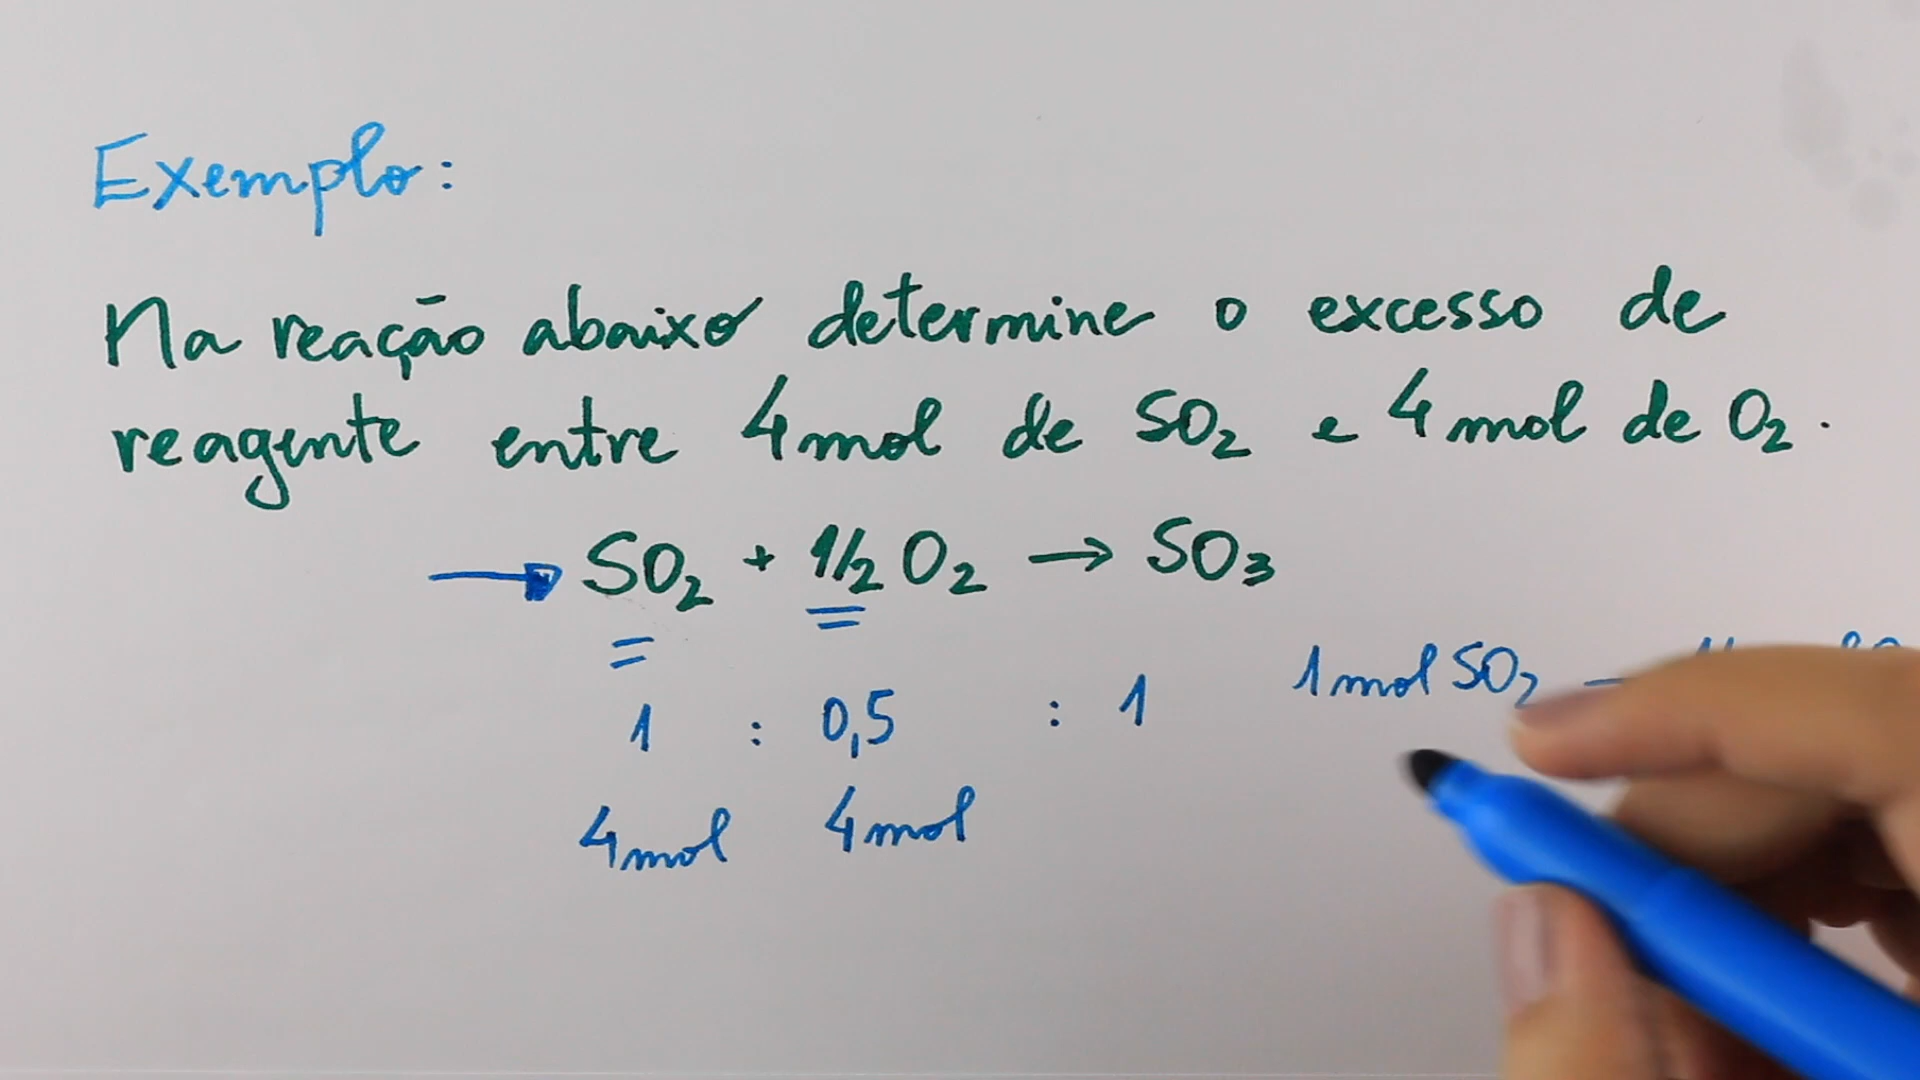 Exemplo:
Na reação abaixo determine o excesso de
reagente entre 4 mol de SO₂ e 4 mol de O₂.
SO₂ + 1/2 O₂ → SO₃
1 : 0,5 : 1
1 mol SO₂ —
4 mol 4 mol